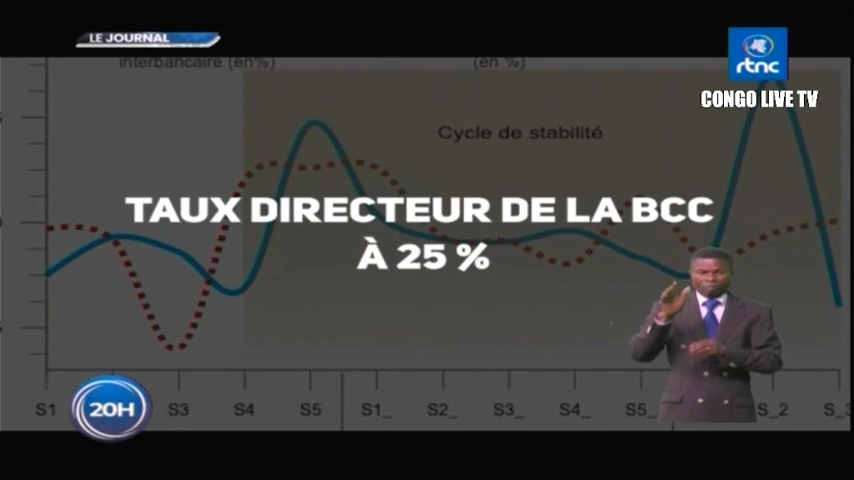 LE JOURNAL
rtnc
CONGO LIVE TV
interbancaire (en%)
(en %)
Cycle de stabilité
TAUX DIRECTEUR DE LA BCC
À 25 %
20H
S1 S3 S4 S5 S1_ S2_ S3_ S4_ S5_ S_2 S_3